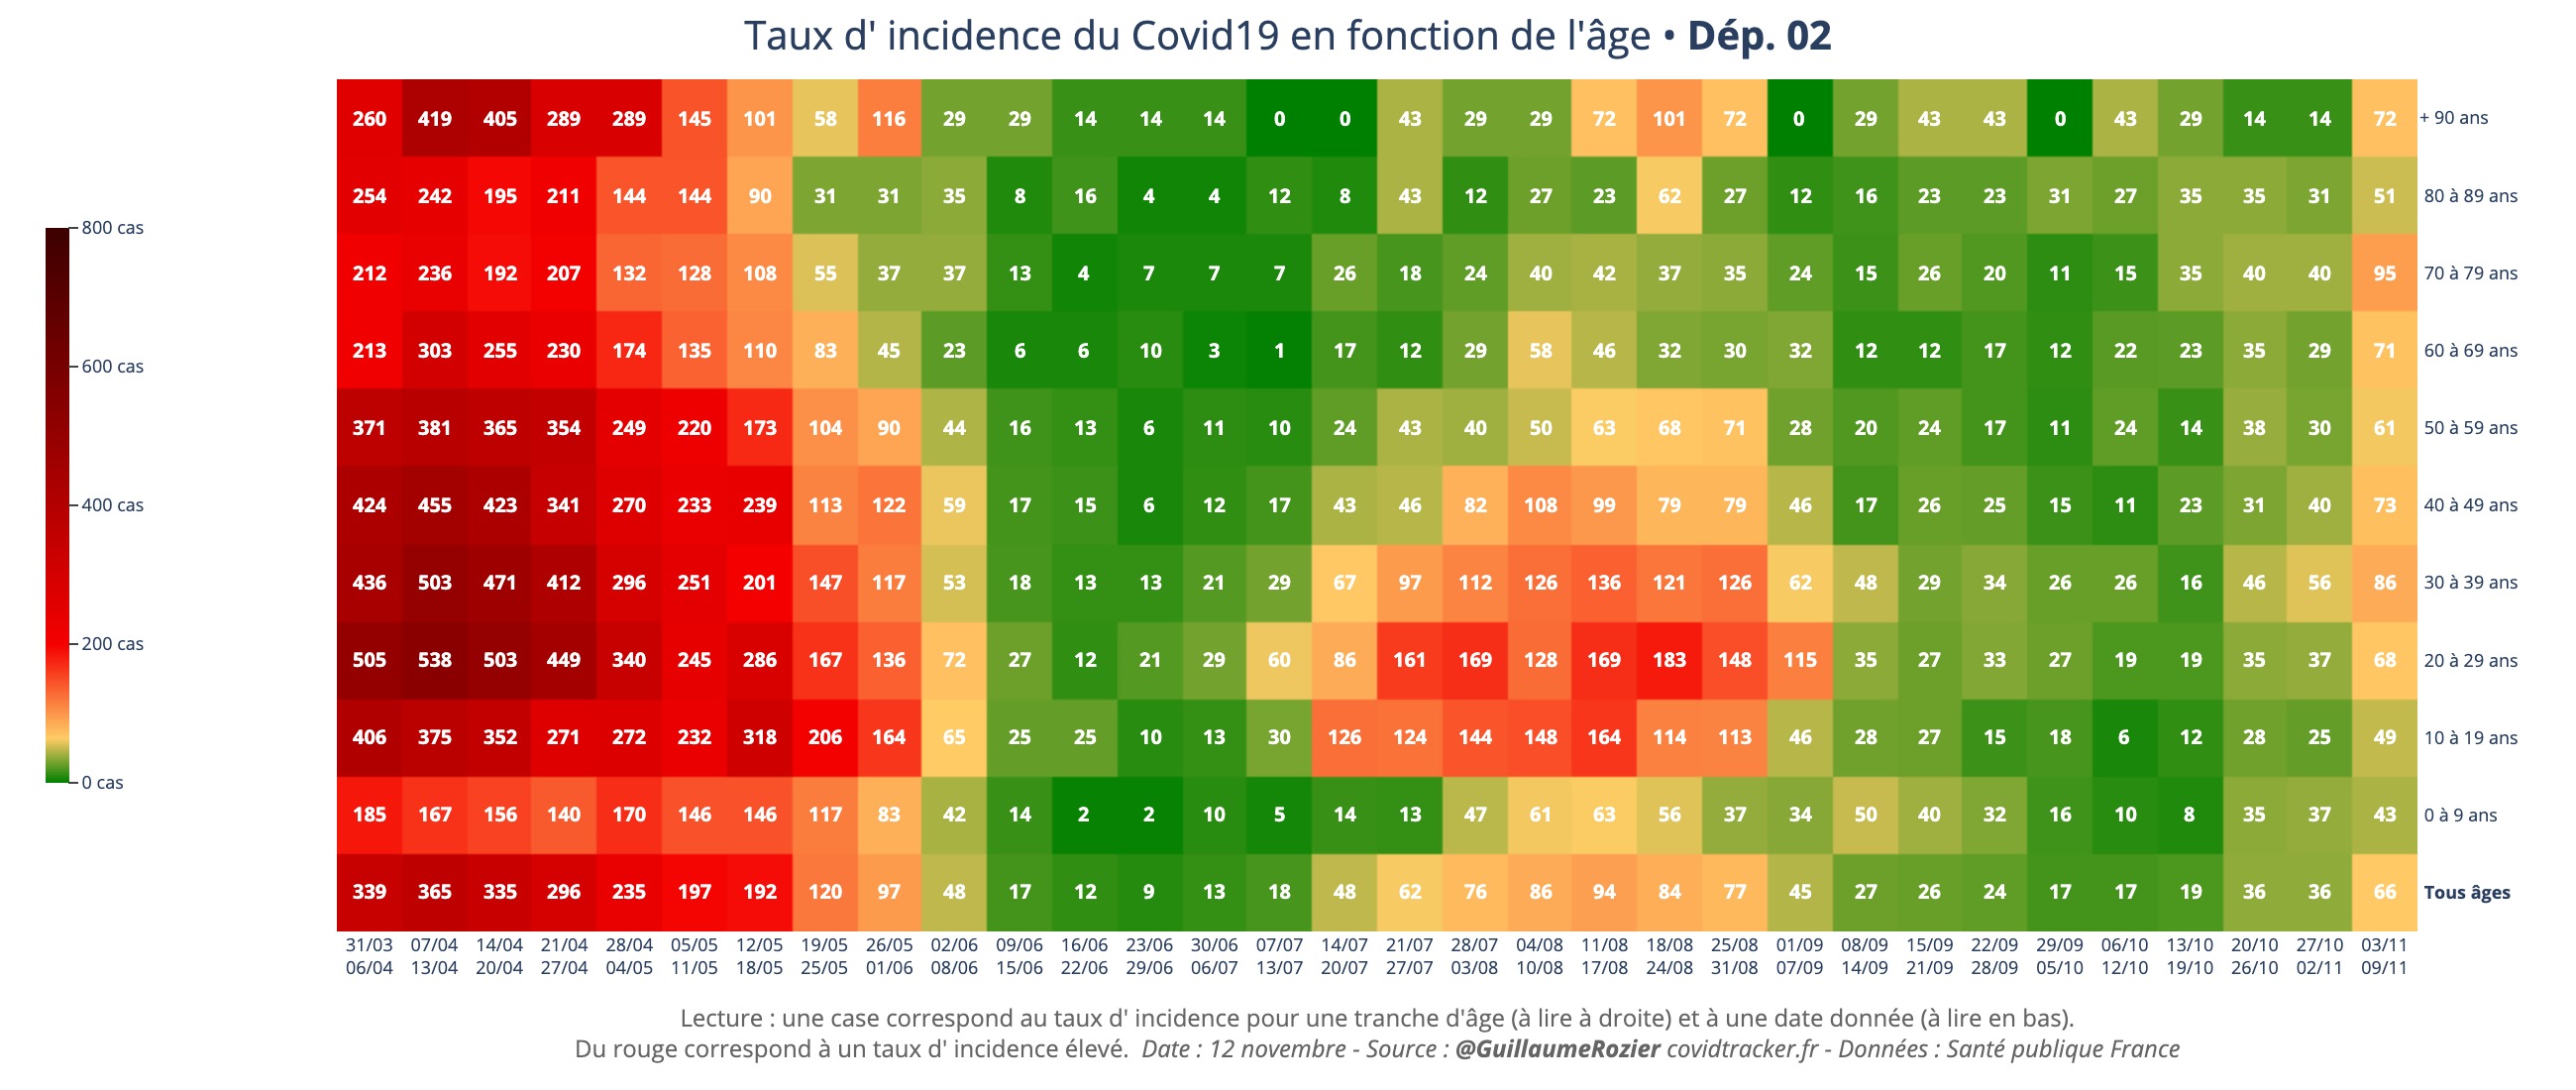 Taux d' incidence du Covid19 en fonction de l'âge • Dép. 02
260 419 405 289 289 145 101 58 116 29 29 14 14 14 0 0 43 29 29 72 101 72 0 29 43 43 0 43 29 14 14 72 + 90 ans
254 242 195 211 144 144 90 31 31 35 8 16 4 4 12 8 43 12 27 23 62 27 12 16 23 23 31 27 35 35 31 51 80 à 89 ans
212 236 192 207 132 128 108 55 37 37 13 4 7 7 7 26 18 24 40 42 37 35 24 15 26 20 11 15 35 40 40 95 70 à 79 ans
213 303 255 230 174 135 110 83 45 23 6 6 10 3 1 17 12 29 58 46 32 30 32 12 12 17 12 22 23 35 29 71 60 à 69 ans
371 381 365 354 249 220 173 104 90 44 16 13 6 11 10 24 43 40 50 63 68 71 28 20 24 17 11 24 14 38 30 61 50 à 59 ans
424 455 423 341 270 233 239 113 122 59 17 15 6 12 17 43 46 82 108 99 79 79 46 17 26 25 15 11 23 31 40 73 40 à 49 ans
436 503 471 412 296 251 201 147 117 53 18 13 13 21 29 67 97 112 126 136 121 126 62 48 29 34 26 26 16 46 56 86 30 à 39 ans
505 538 503 449 340 245 286 167 136 72 27 12 21 29 60 86 161 169 128 169 183 148 115 35 27 33 27 19 19 35 37 68 20 à 29 ans
406 375 352 271 272 232 318 206 164 65 25 25 10 13 30 126 124 144 148 164 114 113 46 28 27 15 18 6 12 28 25 49 10 à 19 ans
185 167 156 140 170 146 146 117 83 42 14 2 2 10 5 14 13 47 61 63 56 37 34 50 40 32 16 10 8 35 37 43 0 à 9 ans
339 365 335 296 235 197 192 120 97 48 17 12 9 13 18 48 62 76 86 94 84 77 45 27 26 24 17 17 19 36 36 66 Tous âges
31/03 07/04 14/04 21/04 28/04 05/05 12/05 19/05 26/05 02/06 09/06 16/06 23/06 30/06 07/07 14/07 21/07 28/07 04/08 11/08 18/08 25/08 01/09 08/09 15/09 22/09 29/09 06/10 13/10 20/10 27/10 03/11
06/04 13/04 20/04 27/04 04/05 11/05 18/05 25/05 01/06 08/06 15/06 22/06 29/06 06/07 13/07 20/07 27/07 03/08 10/08 17/08 24/08 31/08 07/09 14/09 21/09 28/09 05/10 12/10 19/10 26/10 02/11 09/11
800 cas
600 cas
400 cas
200 cas
0 cas
Lecture : une case correspond au taux d' incidence pour une tranche d'âge (à lire à droite) et à une date donnée (à lire en bas).
Du rouge correspond à un taux d' incidence élevé. Date : 12 novembre - Source : @GuillaumeRozier covidtracker.fr - Données : Santé publique France